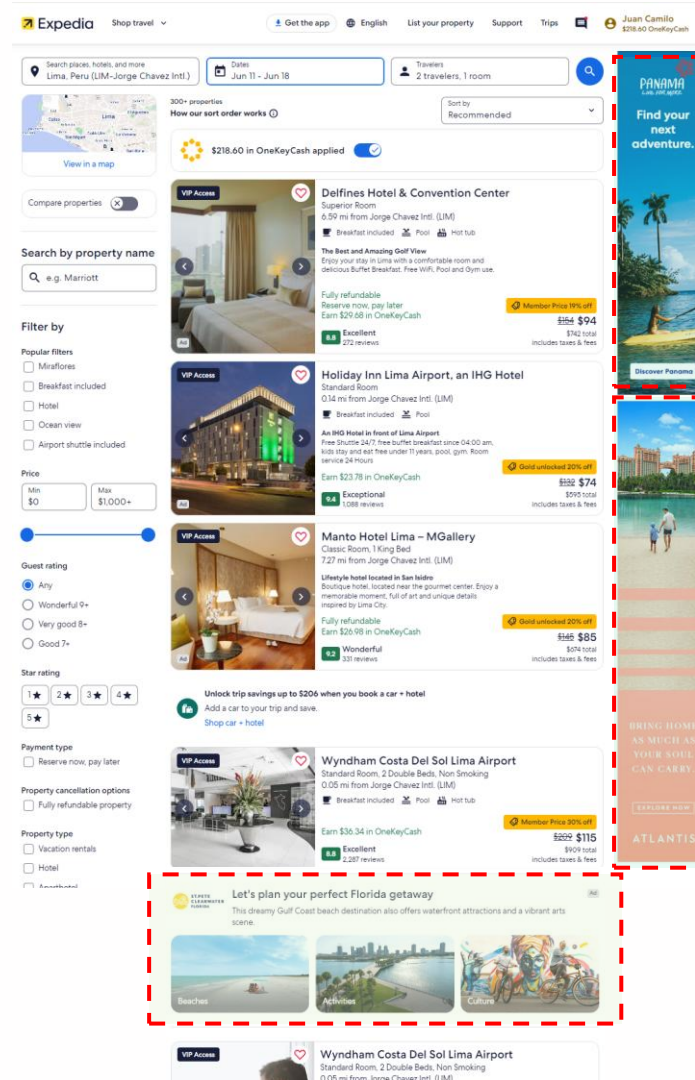 Expedia
Shop travel
Get the app
English
List your property
Support
Trips
Juan Camilo
$218.60 OneKeyCash
Search places, hotels, and more
Lima, Peru (LIM-Jorge Chavez Intl.)
Dates
Jun 11 - Jun 18
Travelers
2 travelers, 1 room
View in a map
Compare properties
Search by property name
e.g. Marriott
Filter by
Popular filters
Miraflores
Breakfast included
Hotel
Ocean view
Airport shuttle included
Price
Min
$0
Max
$1,000+
Guest rating
Any
Wonderful 9+
Very good 8+
Good 7+
Star rating
1★ 2★ 3★ 4★
5★
Payment type
Reserve now, pay later
Property cancellation options
Fully refundable property
Property type
Vacation rentals
Hotel
300+ properties
How our sort order works
Sort by
Recommended
$218.60 in OneKeyCash applied
VIP Access
Ad
Delfines Hotel & Convention Center
Superior Room
6.59 mi from Jorge Chavez Intl. (LIM)
Breakfast included Pool Hot tub
The Best and Amazing Golf View
Enjoy your stay in Lima with a comfortable room and
delicious Buffet Breakfast. Free WiFi, Pool and Gym use.
Fully refundable
Reserve now, pay later
Earn $29.68 in OneKeyCash
8.8 Excellent
272 reviews
Member Price 19% off
$154 $94
$742 total
includes taxes & fees
VIP Access
Ad
Holiday Inn Lima Airport, an IHG Hotel
Standard Room
0.14 mi from Jorge Chavez Intl. (LIM)
Breakfast included Pool
An IHG Hotel in front of Lima Airport
Free Shuttle 24/7, free buffet breakfast since 04:00 am,
kids stay and eat free under 11 years, pool, gym. Room
service 24 Hours
Earn $23.78 in OneKeyCash
9.4 Exceptional
1,088 reviews
Gold unlocked 20% off
$132 $74
$595 total
includes taxes & fees
VIP Access
Ad
Manto Hotel Lima – MGallery
Classic Room, 1 King Bed
7.27 mi from Jorge Chavez Intl. (LIM)
Lifestyle hotel located in San Isidro
Boutique hotel, located near the gourmet center. Enjoy a
memorable moment, full of art and unique details
inspired by Lima City.
Fully refundable
Earn $26.98 in OneKeyCash
9.2 Wonderful
331 reviews
Gold unlocked 20% off
$145 $85
$674 total
includes taxes & fees
Unlock trip savings up to $206 when you book a car + hotel
Add a car to your trip and save.
Shop car + hotel
VIP Access
Wyndham Costa Del Sol Lima Airport
Standard Room, 2 Double Beds, Non Smoking
0.05 mi from Jorge Chavez Intl. (LIM)
Breakfast included Pool Hot tub
Earn $36.34 in OneKeyCash
8.8 Excellent
2,287 reviews
Member Price 30% off
$209 $115
$909 total
includes taxes & fees
ST.PETE
CLEARWATER
FLORIDA
Let's plan your perfect Florida getaway
Ad
This dreamy Gulf Coast beach destination also offers waterfront attractions and a vibrant arts
scene.
Beaches
Activities
Culture
VIP Access
Wyndham Costa Del Sol Lima Airport
Standard Room, 2 Double Beds, Non Smoking
0.05 mi from Jorge Chavez Intl. (LIM)
PANAMA
Find your
next
adventure.
Discover Panama
BRING HOME
AS MUCH AS
YOUR SOUL
CAN CARRY.
EXPLORE NOW
ATLANTIS